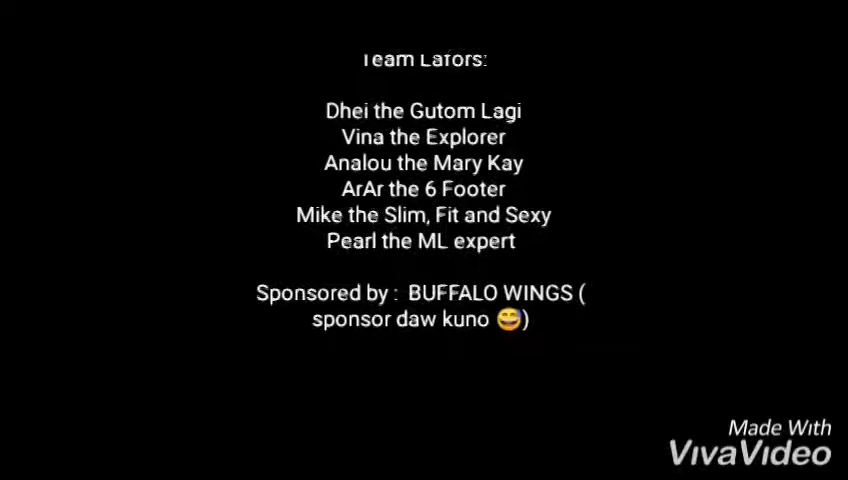 Team Lafors:
Dhei the Gutom Lagi
Vina the Explorer
Analou the Mary Kay
ArAr the 6 Footer
Mike the Slim, Fit and Sexy
Pearl the ML expert
Sponsored by : BUFFALO WINGS (
sponsor daw kuno 😅)
Made With
VivaVideo